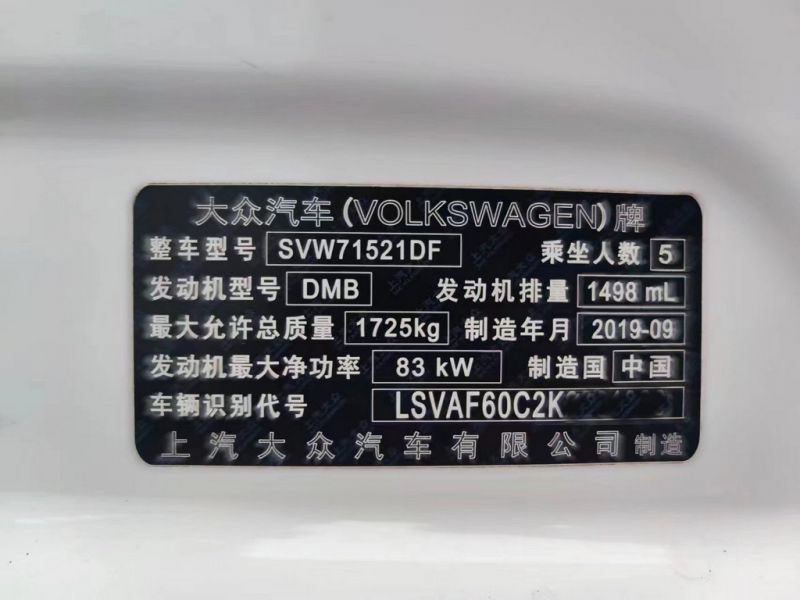 大众汽车(VOLKSWAGEN)牌
整车型号 SVW71521DF 乘坐人数 5
发动机型号 DMB 发动机排量 1498 mL
最大允许总质量 1725kg 制造年月 2019-09
发动机最大净功率 83 kW 制造国 中国
车辆识别代号 LSVAF60C2K
上汽大众汽车有限公司 制造